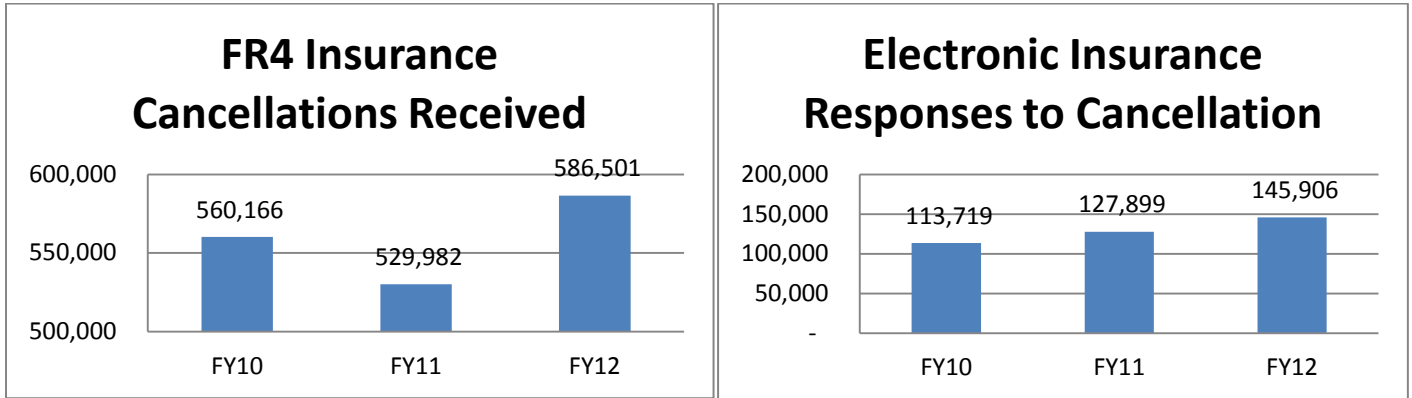 FR4 Insurance
Cancellations Received
600,000
550,000
500,000
560,166
529,982
586,501
FY10
FY11
FY12
Electronic Insurance
Responses to Cancellation
200,000
150,000
100,000
50,000
-
113,719
127,899
145,906
FY10
FY11
FY12